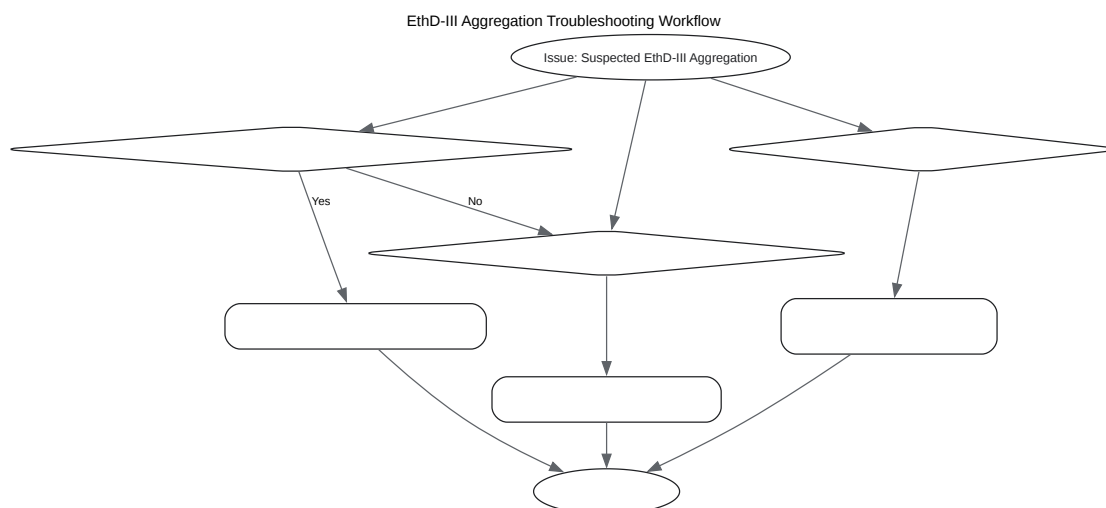 EthD-III Aggregation Troubleshooting Workflow
Issue: Suspected EthD-III Aggregation
Yes
No